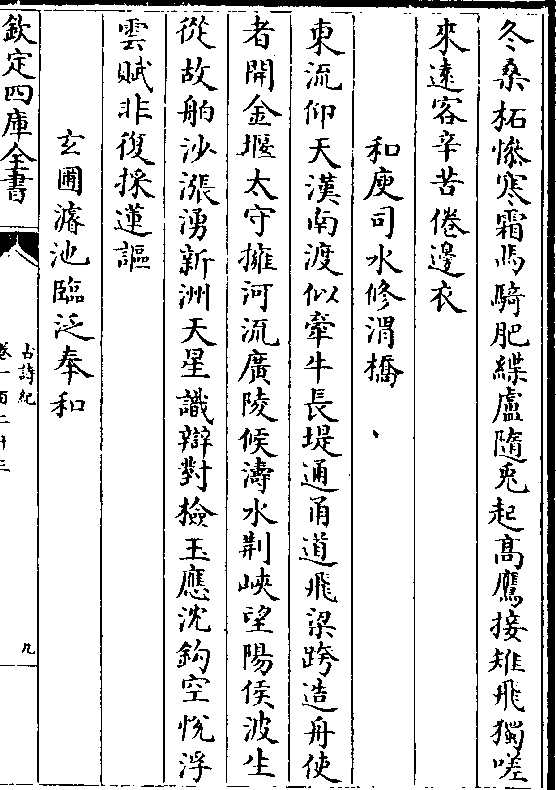 冬桑柘慘寒霜馬騎肥緤盧隨兎起髙鷹接雉飛獨嗟
來逺客辛苦倦邊衣
和庾司水修渭橋
東流仰天漢南渡似牽牛長堤通甬道飛梁跨造舟使
者開金堰太守擁河流廣陵候濤水荆峽望陽侯波生
從故舶沙漲湧新洲天星識辯對檢玉應沈鈎空恱浮
雲賦非復採蓮謳
玄圃濬池臨泛奉和
欽定四庫全書
古詩紀
卷一百二十三
九